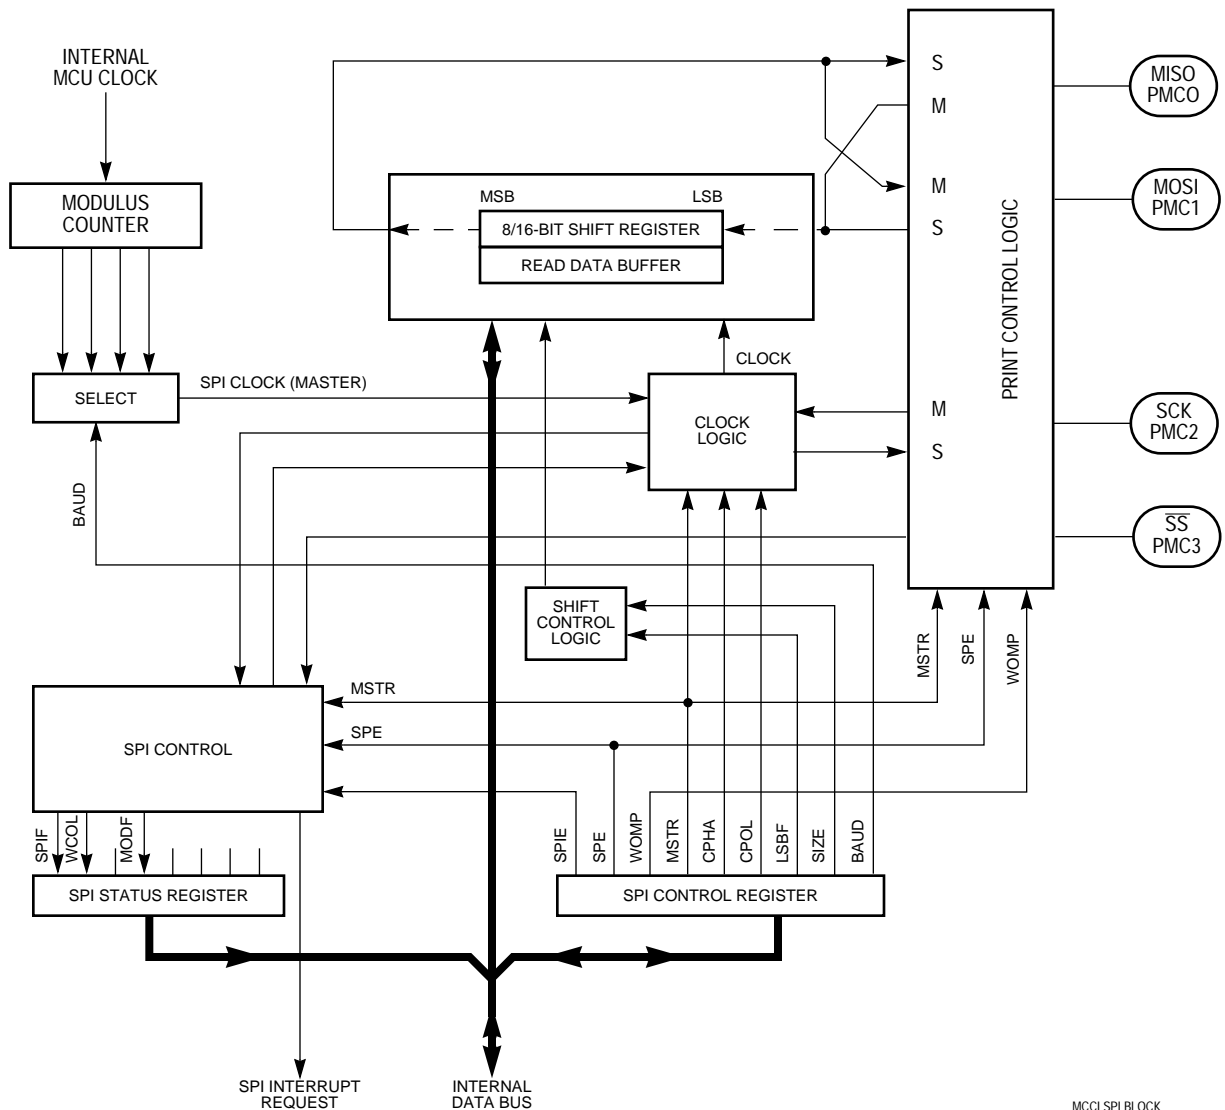 INTERNAL
MCU CLOCK
MODULUS
COUNTER
SELECT
SPI CLOCK (MASTER)
BAUD
MSB
LSB
8/16-BIT SHIFT REGISTER
READ DATA BUFFER
CLOCK
CLOCK
LOGIC
S
M
M
S
M
S
PRINT CONTROL LOGIC
MISO
PMC0
MOSI
PMC1
SCK
PMC2
SS
PMC3
SHIFT
CONTROL
LOGIC
MSTR
SPE
WOMP
MSTR
SPE
SPI CONTROL
SPIF
WCOL
MODF
SPI STATUS REGISTER
SPIE
SPE
WOMP
MSTR
CPHA
CPOL
LSBF
SIZE
BAUD
SPI CONTROL REGISTER
SPI INTERRUPT
REQUEST
INTERNAL
DATA BUS
MCCI SPI BLOCK